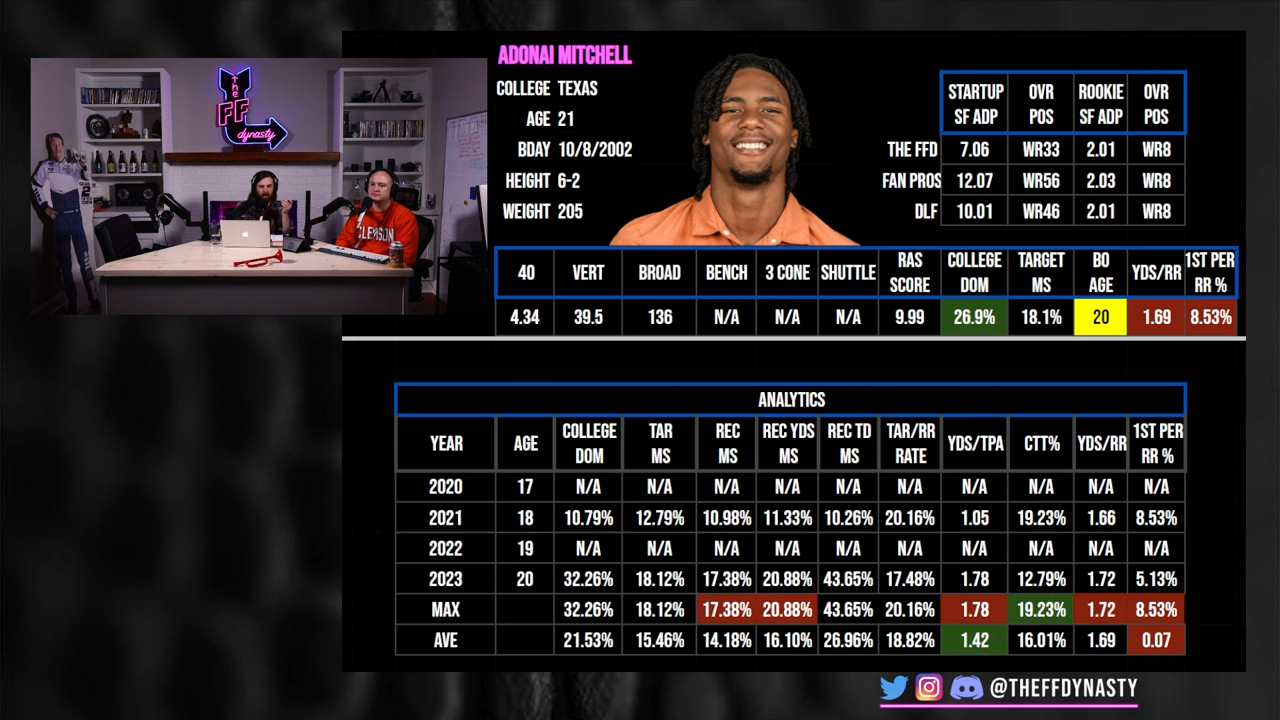 The
FF
dynasty
CLEMSON
ADONAI MITCHELL
COLLEGE TEXAS
AGE 21
BDAY 10/8/2002
HEIGHT 6-2
WEIGHT 205
STARTUP SF ADP OVR POS ROOKIE SF ADP OVR POS
THE FFD 7.06 WR33 2.01 WR8
FAN PROS 12.07 WR56 2.03 WR8
DLF 10.01 WR46 2.01 WR8
40 VERT BROAD BENCH 3 CONE SHUTTLE RAS SCORE COLLEGE DOM TARGET MS BO AGE YDS/RR 1ST PER RR %
4.34 39.5 136 N/A N/A N/A 9.99 26.9% 18.1% 20 1.69 8.53%
ANALYTICS
YEAR AGE COLLEGE DOM TAR MS REC MS REC YDS MS REC TD MS TAR/RR RATE YDS/TPA CTT% YDS/RR 1ST PER RR %
2020 17 N/A N/A N/A N/A N/A N/A N/A N/A N/A N/A
2021 18 10.79% 12.79% 10.98% 11.33% 10.26% 20.16% 1.05 19.23% 1.66 8.53%
2022 19 N/A N/A N/A N/A N/A N/A N/A N/A N/A N/A
2023 20 32.26% 18.12% 17.38% 20.88% 43.65% 17.48% 1.78 12.79% 1.72 5.13%
MAX 32.26% 18.12% 17.38% 20.88% 43.65% 20.16% 1.78 19.23% 1.72 8.53%
AVE 21.53% 15.46% 14.18% 16.10% 26.96% 18.82% 1.42 16.01% 1.69 0.07
@THEFFDYNASTY